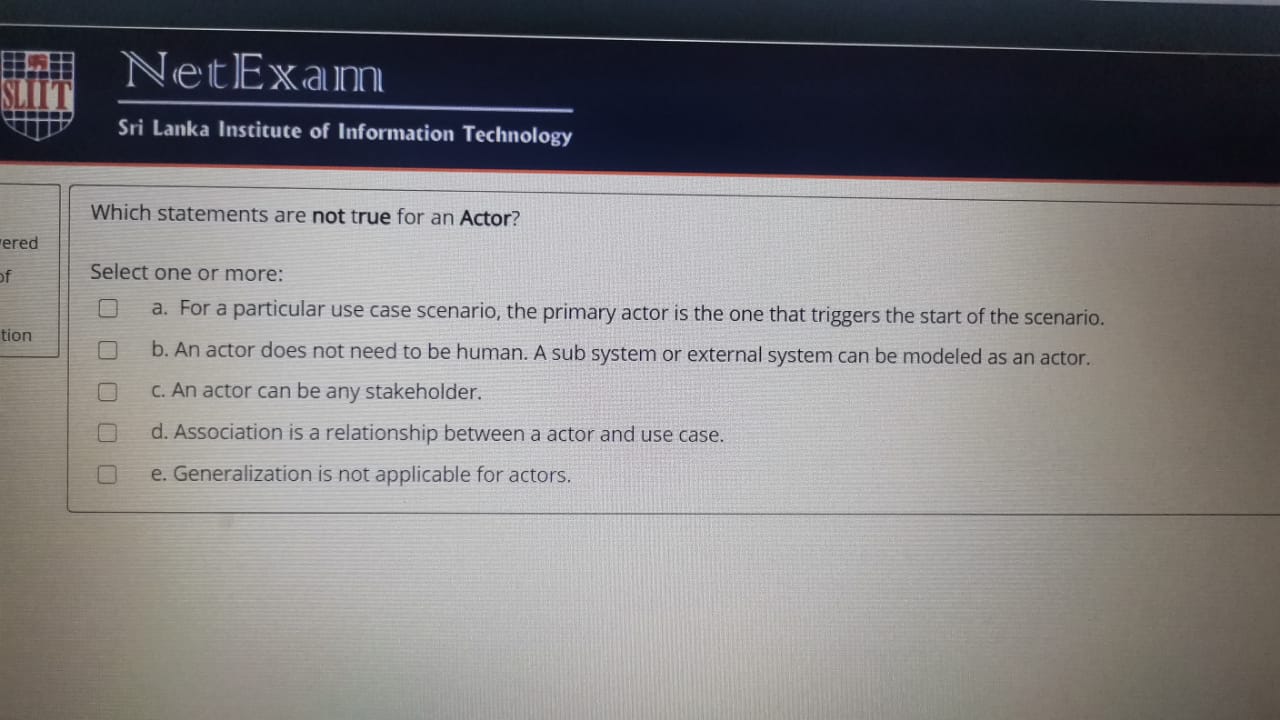 SLIIT
NetExam
Sri Lanka Institute of Information Technology
ered
of
tion
Which statements are not true for an Actor?
Select one or more:
a. For a particular use case scenario, the primary actor is the one that triggers the start of the scenario.
b. An actor does not need to be human. A sub system or external system can be modeled as an actor.
c. An actor can be any stakeholder.
d. Association is a relationship between a actor and use case.
e. Generalization is not applicable for actors.